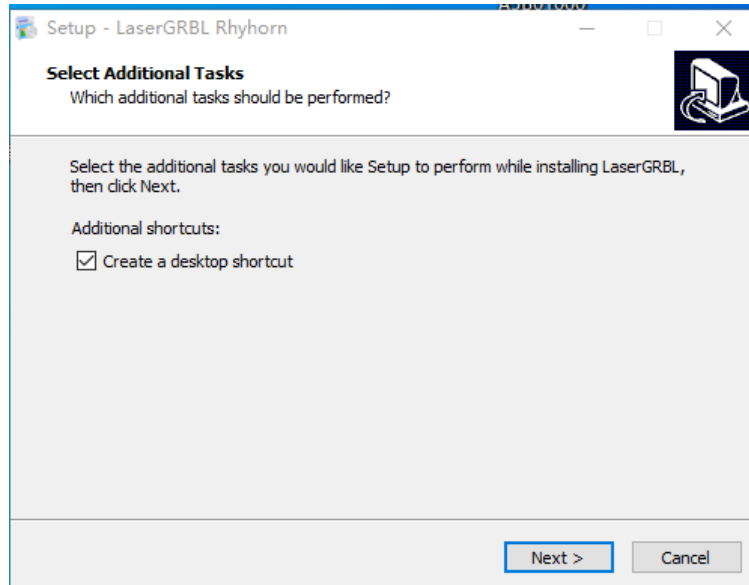 Setup - LaserGRBL Rhyhorn
Select Additional Tasks
Which additional tasks should be performed?
Select the additional tasks you would like Setup to perform while installing LaserGRBL,
then click Next.
Additional shortcuts:
Create a desktop shortcut
Next >
Cancel